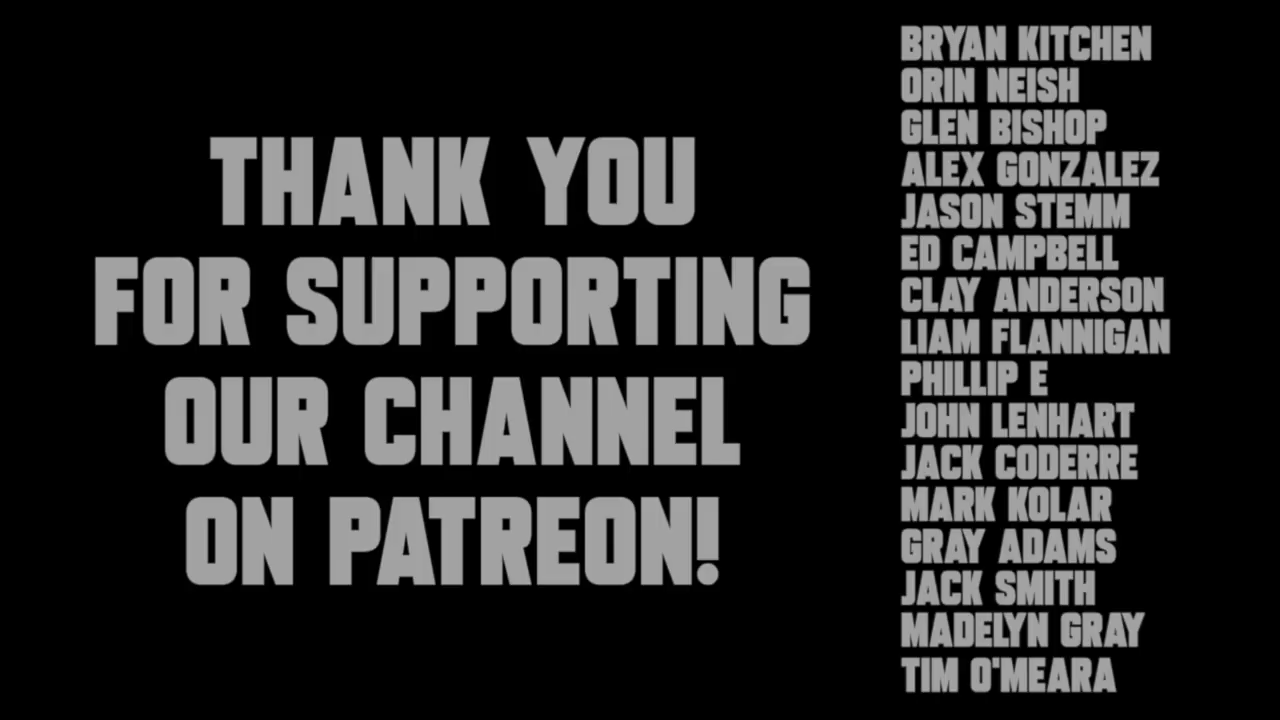 THANK YOU
FOR SUPPORTING
OUR CHANNEL
ON PATREON!
BRYAN KITCHEN
ORIN NEISH
GLEN BISHOP
ALEX GONZALEZ
JASON STEMM
ED CAMPBELL
CLAY ANDERSON
LIAM FLANNIGAN
PHILLIP E
JOHN LENHART
JACK CODERRE
MARK KOLAR
GRAY ADAMS
JACK SMITH
MADELYN GRAY
TIM O'MEARA